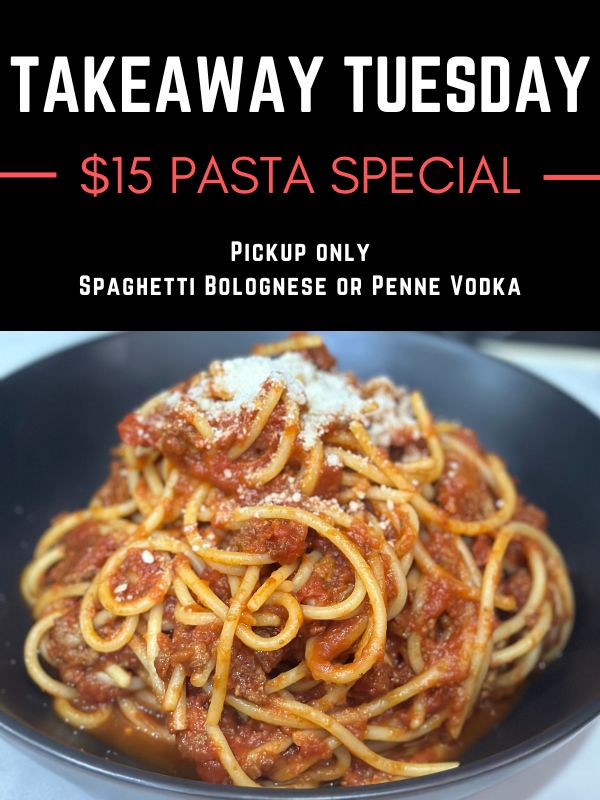 TAKEAWAY TUESDAY
$15 PASTA SPECIAL
PICKUP ONLY
SPAGHETTI BOLOGNESE OR PENNE VODKA